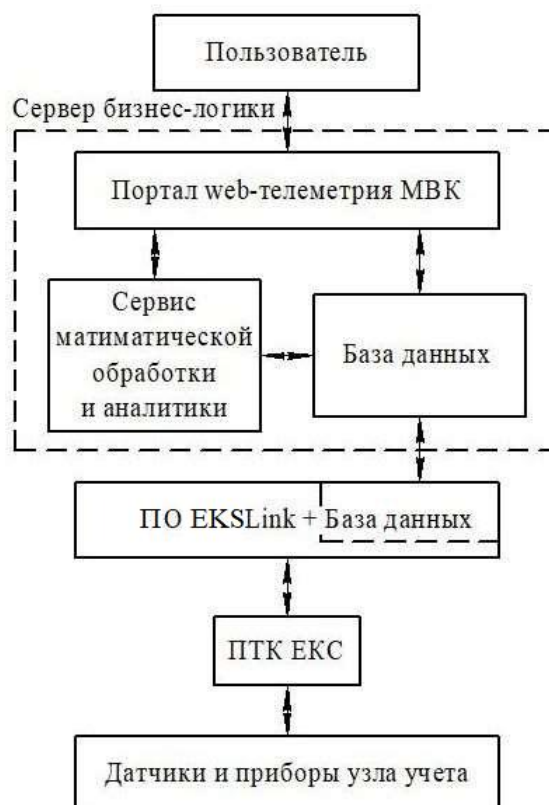 Пользователь
Сервер бизнес-логики
Портал web-телеметрия МВК
Сервис
матиматической
обработки
и аналитики
База данных
ПО EKSLink + База данных
ПТК ЕКС
Датчики и приборы узла учета